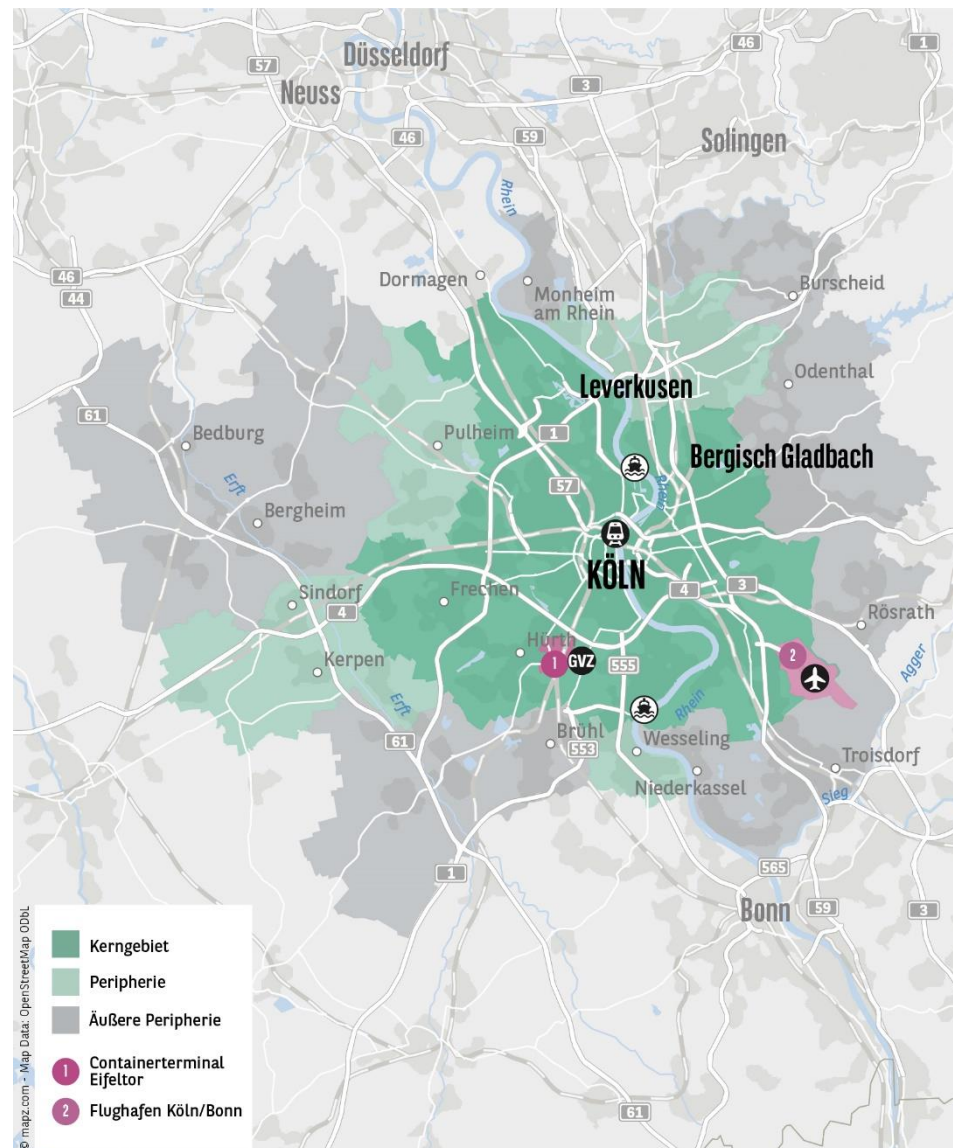 46
1
57
Düsseldorf
Neuss
3
59
46
Solingen
Rhein
46
44
Dormagen
Monheim
am Rhein
Burscheid
Leverkusen
Odenthal
61
Bedburg
Pulheim
1
Bergisch Gladbach
Erft
57
Rhein
Bergheim
KÖLN
Sindorf
4
Frechen
4
3
Rösrath
Hürth
1
GVZ
555
2
Kerpen
Agger
Erft
Rhein
61
Brühl
553
Wesseling
Troisdorf
Niederkassel
Sieg
1
565
Bonn
59
3
61
Kerngebiet
Peripherie
Äußere Peripherie
1
Containerterminal
Eifeltor
2
Flughafen Köln/Bonn
© mapz.com - Map Data: OpenStreetMap ODbL